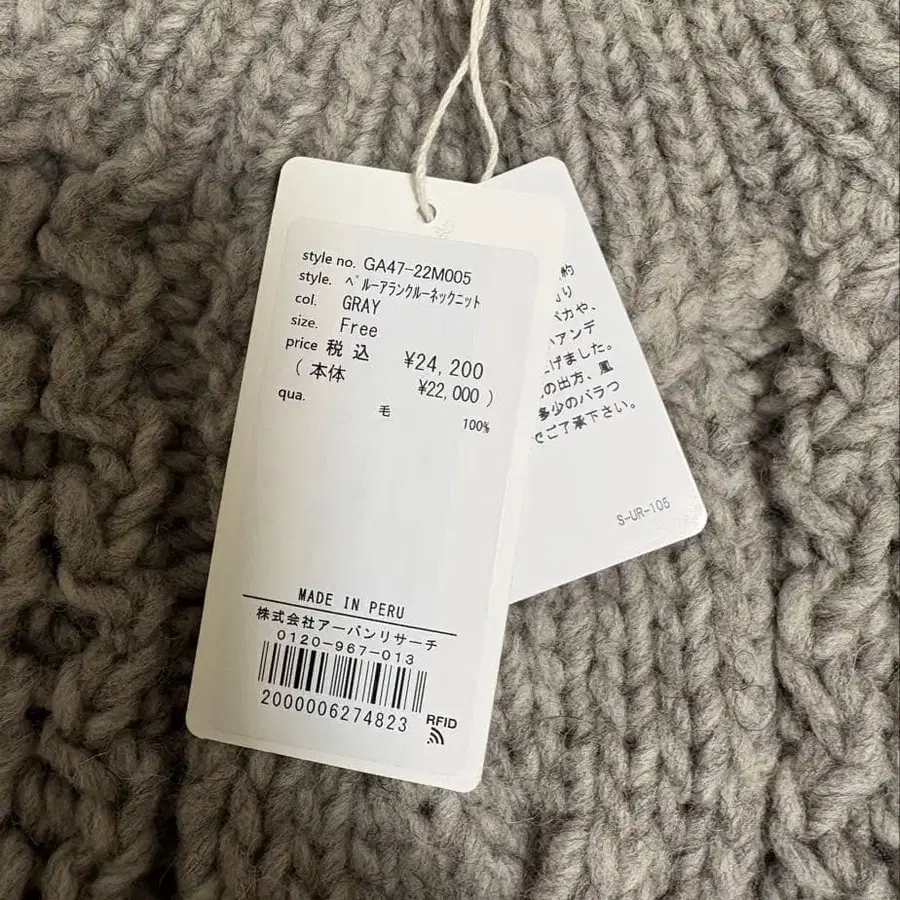 style no. GA47-22M005
style. ペルーアランクルーネックニット
col. GRAY
size. Free
price 税込 ¥24,200
(本体 ¥22,000)
qua.
毛 100%
MADE IN PERU
株式会社アーバンリサーチ
0120-967-013
2000006274823
RFID
カや、
アンデ
げました。
の出方、風
多少のバラつ
でご了承下さい。
S-UR-105